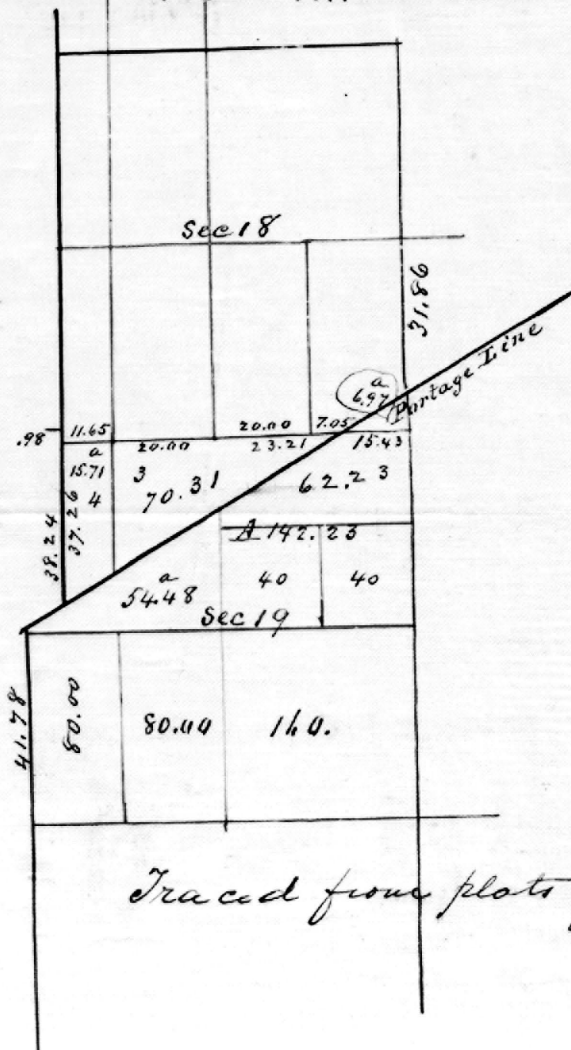 Sec 18
31.86
a
6.97
Portage Line
.98
11.65
20.00
20.00
7.05
23.21
15.43
a
15.71
4
3
70.31
62.23
38.24
37.26
A 142.23
a
54.48
40
40
Sec 19
41.78
80.00
80.00
160.
Traced from plats